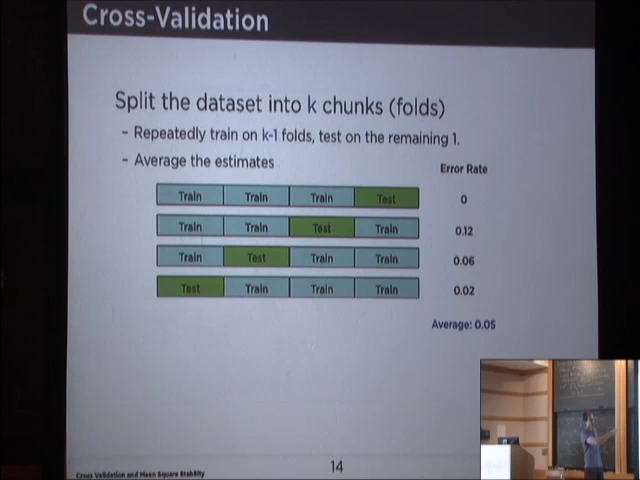 Cross-Validation
Split the dataset into k chunks (folds)
– Repeatedly train on k-1 folds, test on the remaining 1.
– Average the estimates
Error Rate
Train Train Train Test 0
Train Train Test Train 0.12
Train Test Train Train 0.06
Test Train Train Train 0.02
Average: 0.05
Cross Validation and Mean Square Stability
14